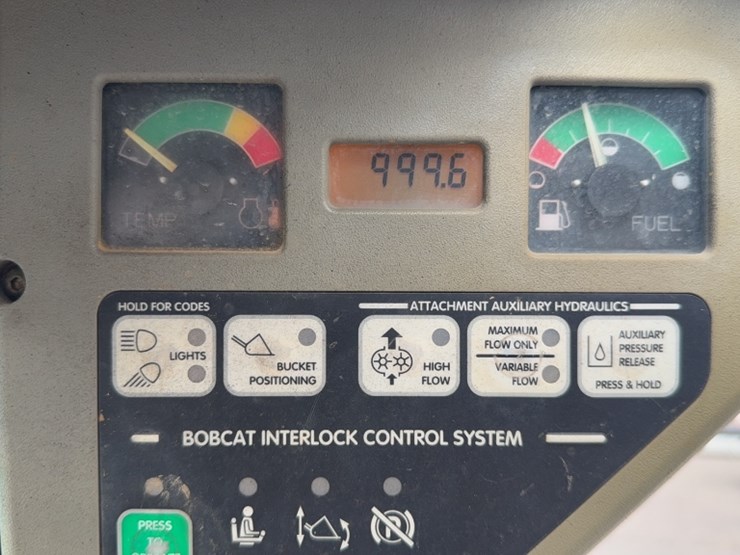 999.6
TEMP
FUEL
HOLD FOR CODES
ATTACHMENT AUXILIARY HYDRAULICS
LIGHTS
BUCKET
POSITIONING
HIGH
FLOW
MAXIMUM
FLOW ONLY
VARIABLE
FLOW
AUXILIARY
PRESSURE
RELEASE
PRESS & HOLD
BOBCAT INTERLOCK CONTROL SYSTEM
PRESS
TO